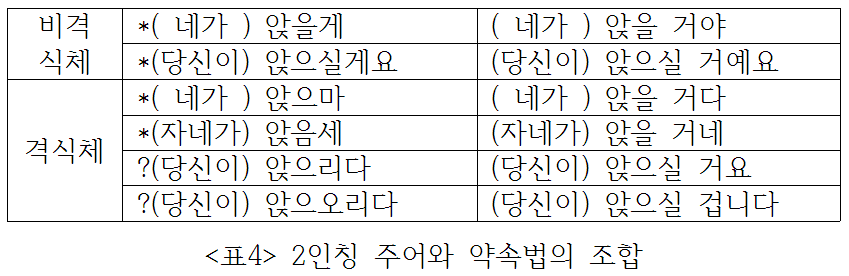 비격식체
*( 네가 ) 앉을게 ( 네가 ) 앉을 거야
*(당신이) 앉으실게요 (당신이) 앉으실 거예요
격식체
*( 네가 ) 앉으마 ( 네가 ) 앉을 거다
*(자네가) 앉음세 (자네가) 앉을 거네
?(당신이) 앉으리다 (당신이) 앉으실 거요
?(당신이) 앉으오리다 (당신이) 앉으실 겁니다
<표4> 2인칭 주어와 약속법의 조합